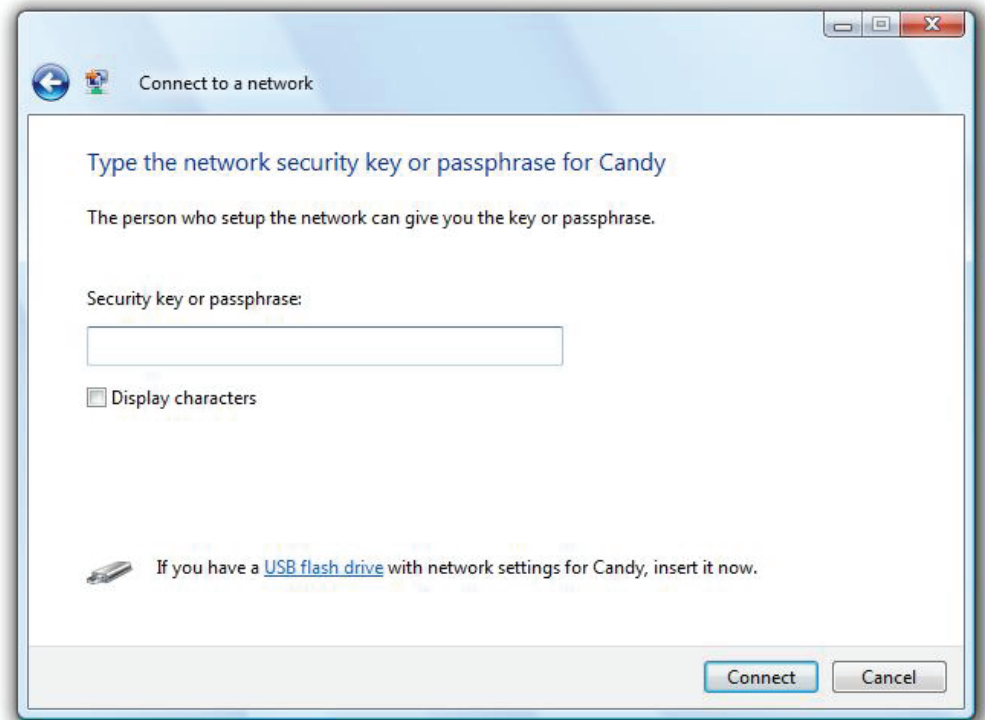 Connect to a network
Type the network security key or passphrase for Candy
The person who setup the network can give you the key or passphrase.
Security key or passphrase:
Display characters
If you have a USB flash drive with network settings for Candy, insert it now.
Connect
Cancel